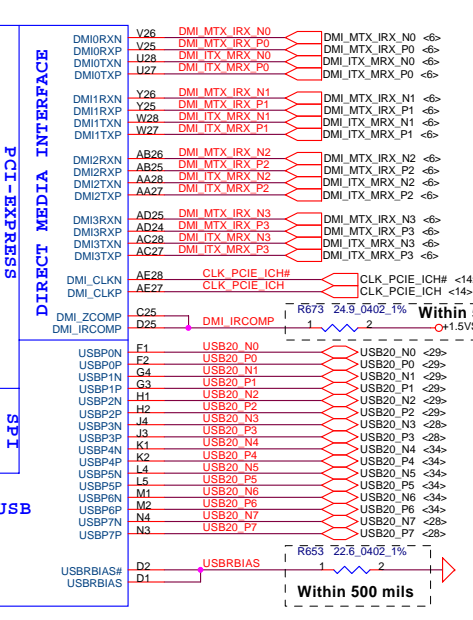 PCI-EXPRESS
DIRECT MEDIA INTERFACE
SPI
USB
DMI0RXN V26 DMI_MTX_IRX_N0 DMI_MTX_IRX_N0 <6>
DMI0RXP V25 DMI_MTX_IRX_P0 DMI_MTX_IRX_P0 <6>
DMI0TXN U28 DMI_ITX_MRX_N0 DMI_ITX_MRX_N0 <6>
DMI0TXP U27 DMI_ITX_MRX_P0 DMI_ITX_MRX_P0 <6>
DMI1RXN Y26 DMI_MTX_IRX_N1 DMI_MTX_IRX_N1 <6>
DMI1RXP Y25 DMI_MTX_IRX_P1 DMI_MTX_IRX_P1 <6>
DMI1TXN W28 DMI_ITX_MRX_N1 DMI_ITX_MRX_N1 <6>
DMI1TXP W27 DMI_ITX_MRX_P1 DMI_ITX_MRX_P1 <6>
DMI2RXN AB26 DMI_MTX_IRX_N2 DMI_MTX_IRX_N2 <6>
DMI2RXP AB25 DMI_MTX_IRX_P2 DMI_MTX_IRX_P2 <6>
DMI2TXN AA28 DMI_ITX_MRX_N2 DMI_ITX_MRX_N2 <6>
DMI2TXP AA27 DMI_ITX_MRX_P2 DMI_ITX_MRX_P2 <6>
DMI3RXN AD25 DMI_MTX_IRX_N3 DMI_MTX_IRX_N3 <6>
DMI3RXP AD24 DMI_MTX_IRX_P3 DMI_MTX_IRX_P3 <6>
DMI3TXN AC28 DMI_ITX_MRX_N3 DMI_ITX_MRX_N3 <6>
DMI3TXP AC27 DMI_ITX_MRX_P3 DMI_ITX_MRX_P3 <6>
DMI_CLKN AE28 CLK_PCIE_ICH# CLK_PCIE_ICH# <14
DMI_CLKP AE27 CLK_PCIE_ICH CLK_PCIE_ICH <14>
R673 24.9_0402_1% Within
DMI_ZCOMP C25
DMI_IRCOMP D25 DMI_IRCOMP 1 2 +1.5VS
USBP0N F1 USB20_N0 USB20_N0 <29>
USBP0P F2 USB20_P0 USB20_P0 <29>
USBP1N G4 USB20_N1 USB20_N1 <29>
USBP1P G3 USB20_P1 USB20_P1 <29>
USBP2N H1 USB20_N2 USB20_N2 <29>
USBP2P H2 USB20_P2 USB20_P2 <29>
USBP3N J4 USB20_N3 USB20_N3 <28>
USBP3P J3 USB20_P3 USB20_P3 <28>
USBP4N K1 USB20_N4 USB20_N4 <34>
USBP4P K2 USB20_P4 USB20_P4 <34>
USBP5N L4 USB20_N5 USB20_N5 <34>
USBP5P L5 USB20_P5 USB20_P5 <34>
USBP6N M1 USB20_N6 USB20_N6 <34>
USBP6P M2 USB20_P6 USB20_P6 <34>
USBP7N N4 USB20_N7 USB20_N7 <28>
USBP7P N3 USB20_P7 USB20_P7 <28>
R653 22.6_0402_1%
USBRBIAS# D2 USBRBIAS 1 2
USBRBIAS D1
Within 500 mils